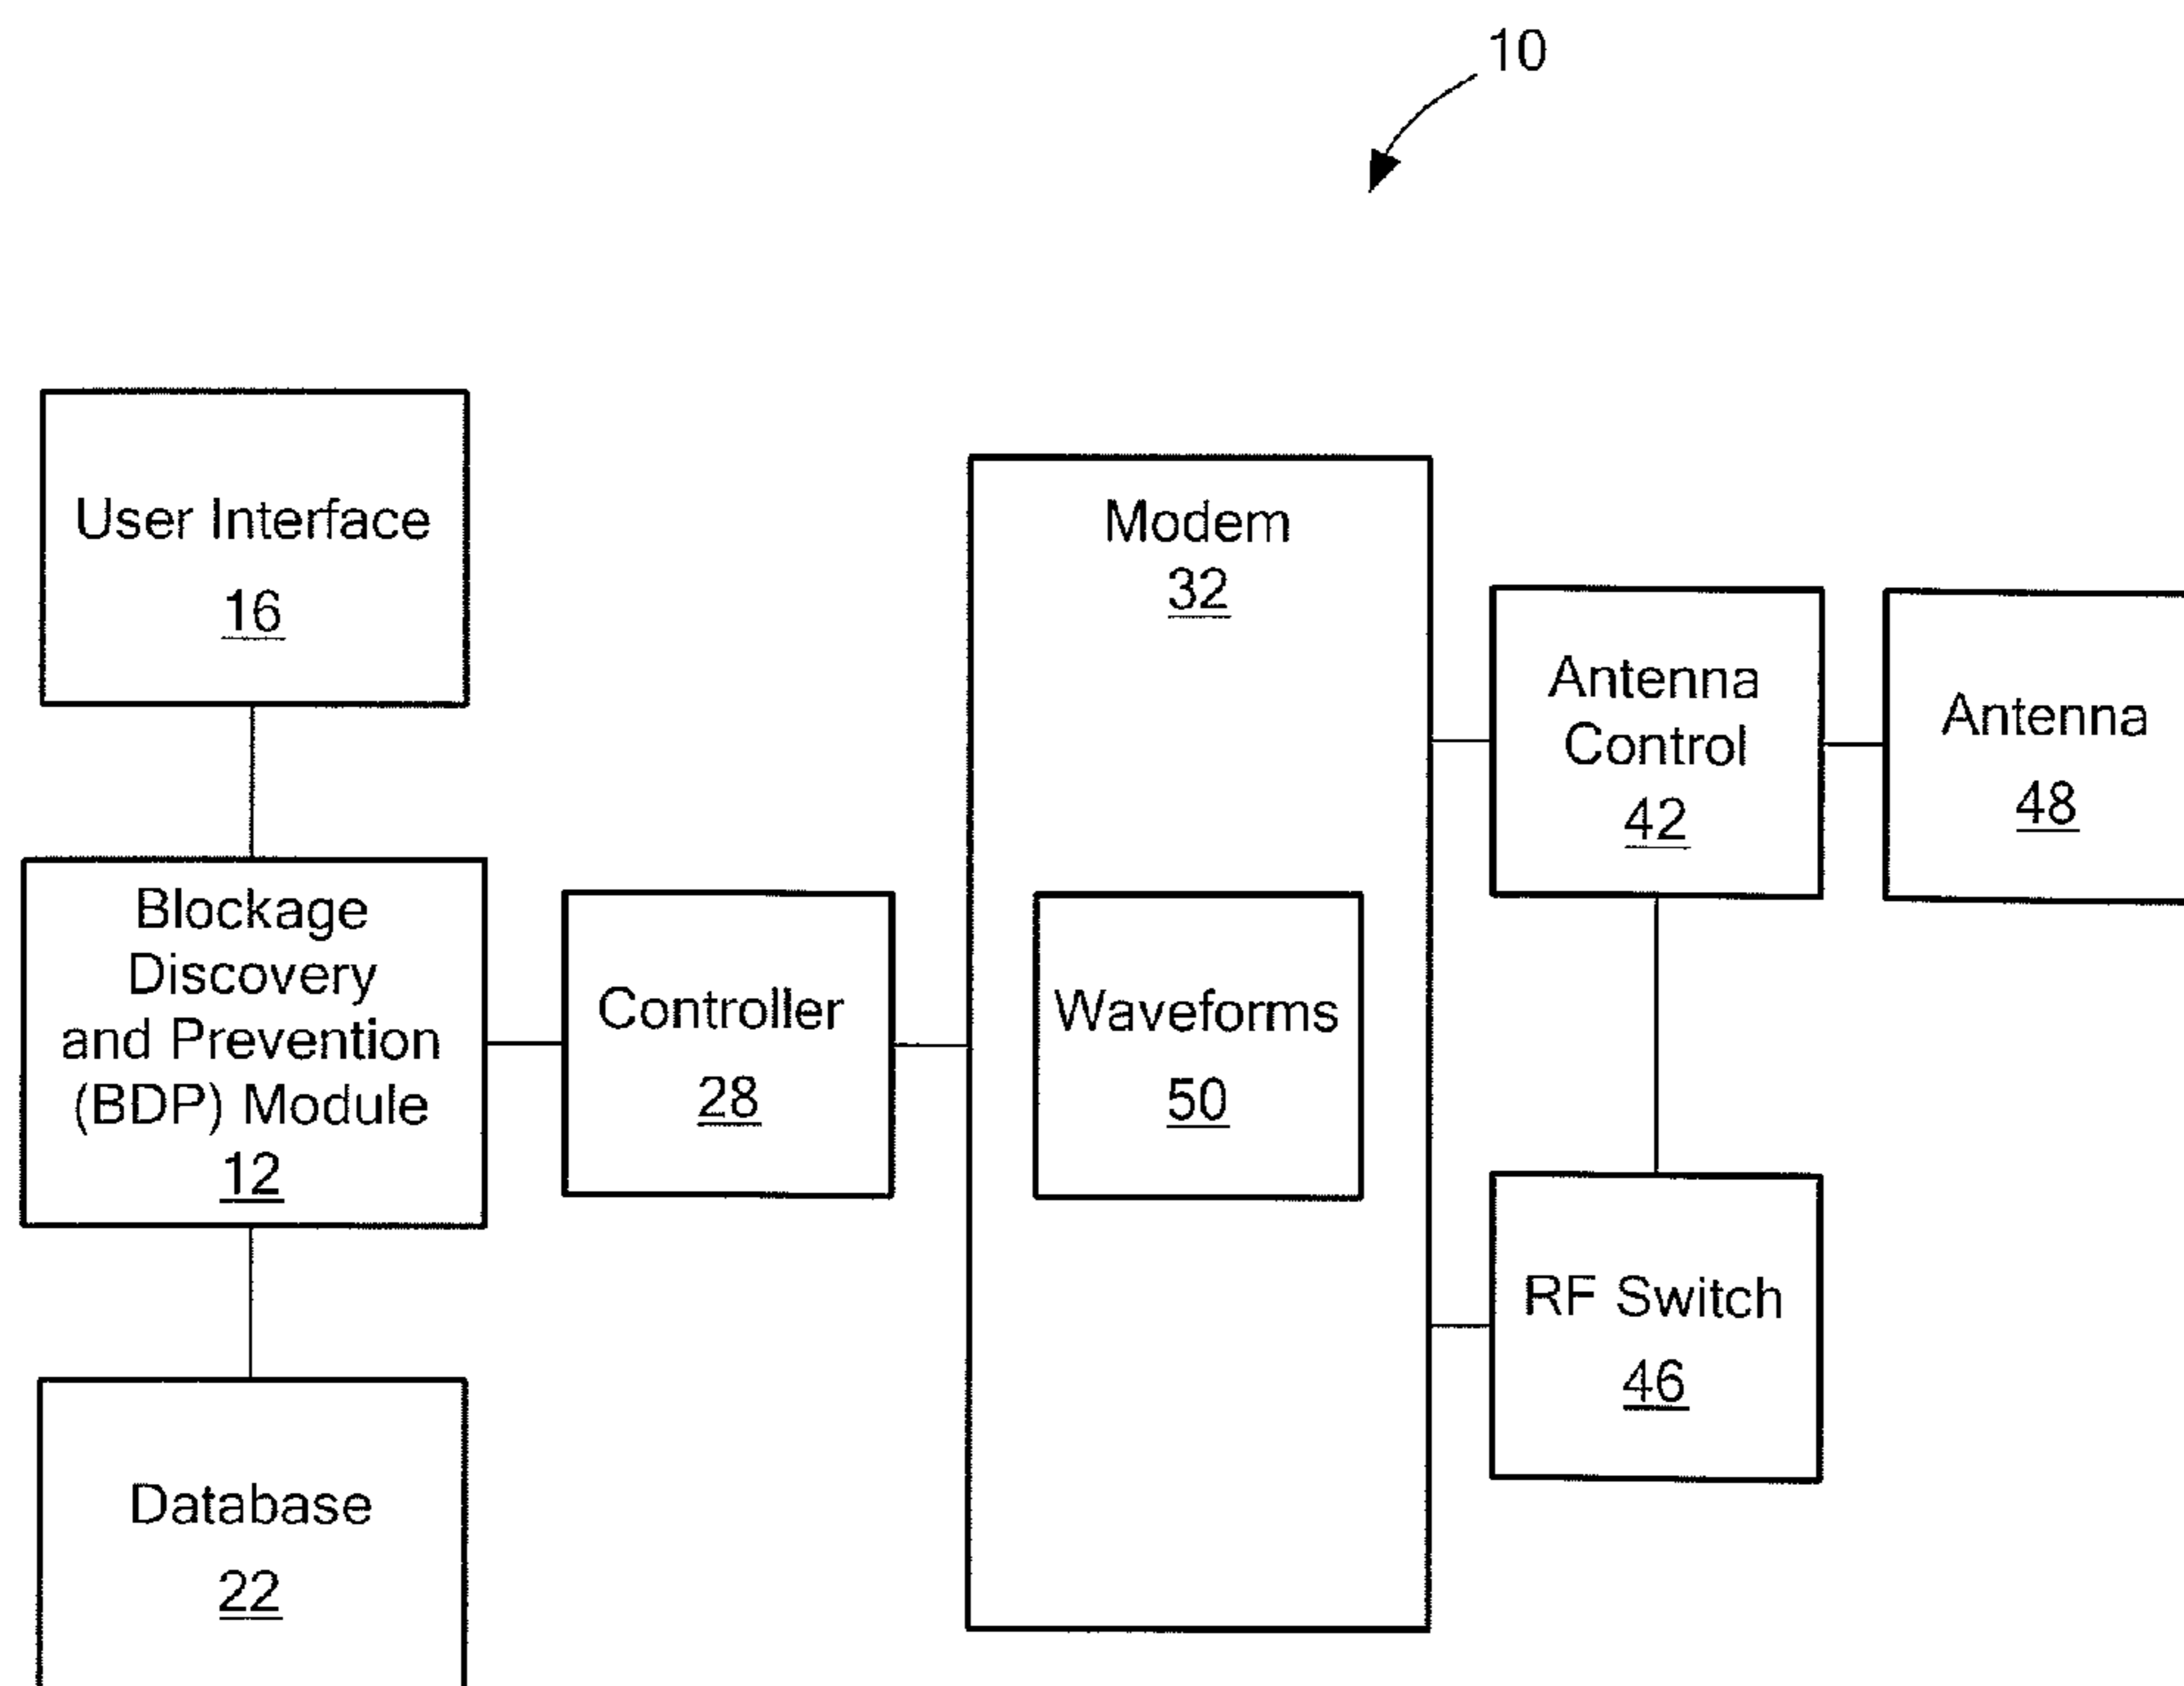 10
User Interface
16
Blockage
Discovery
and Prevention
(BDP) Module
12
Database
22
Controller
28
Modem
32
Waveforms
50
Antenna
Control
42
RF Switch
46
Antenna
48